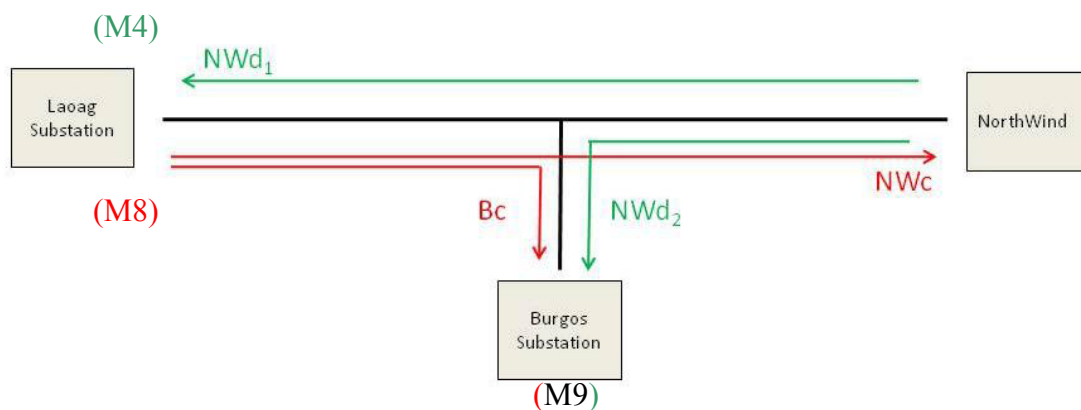 (M4)
NWd₁
Laoag
Substation
NorthWind
NWc
(M8)
Bc
NWd₂
Burgos
Substation
(M9)